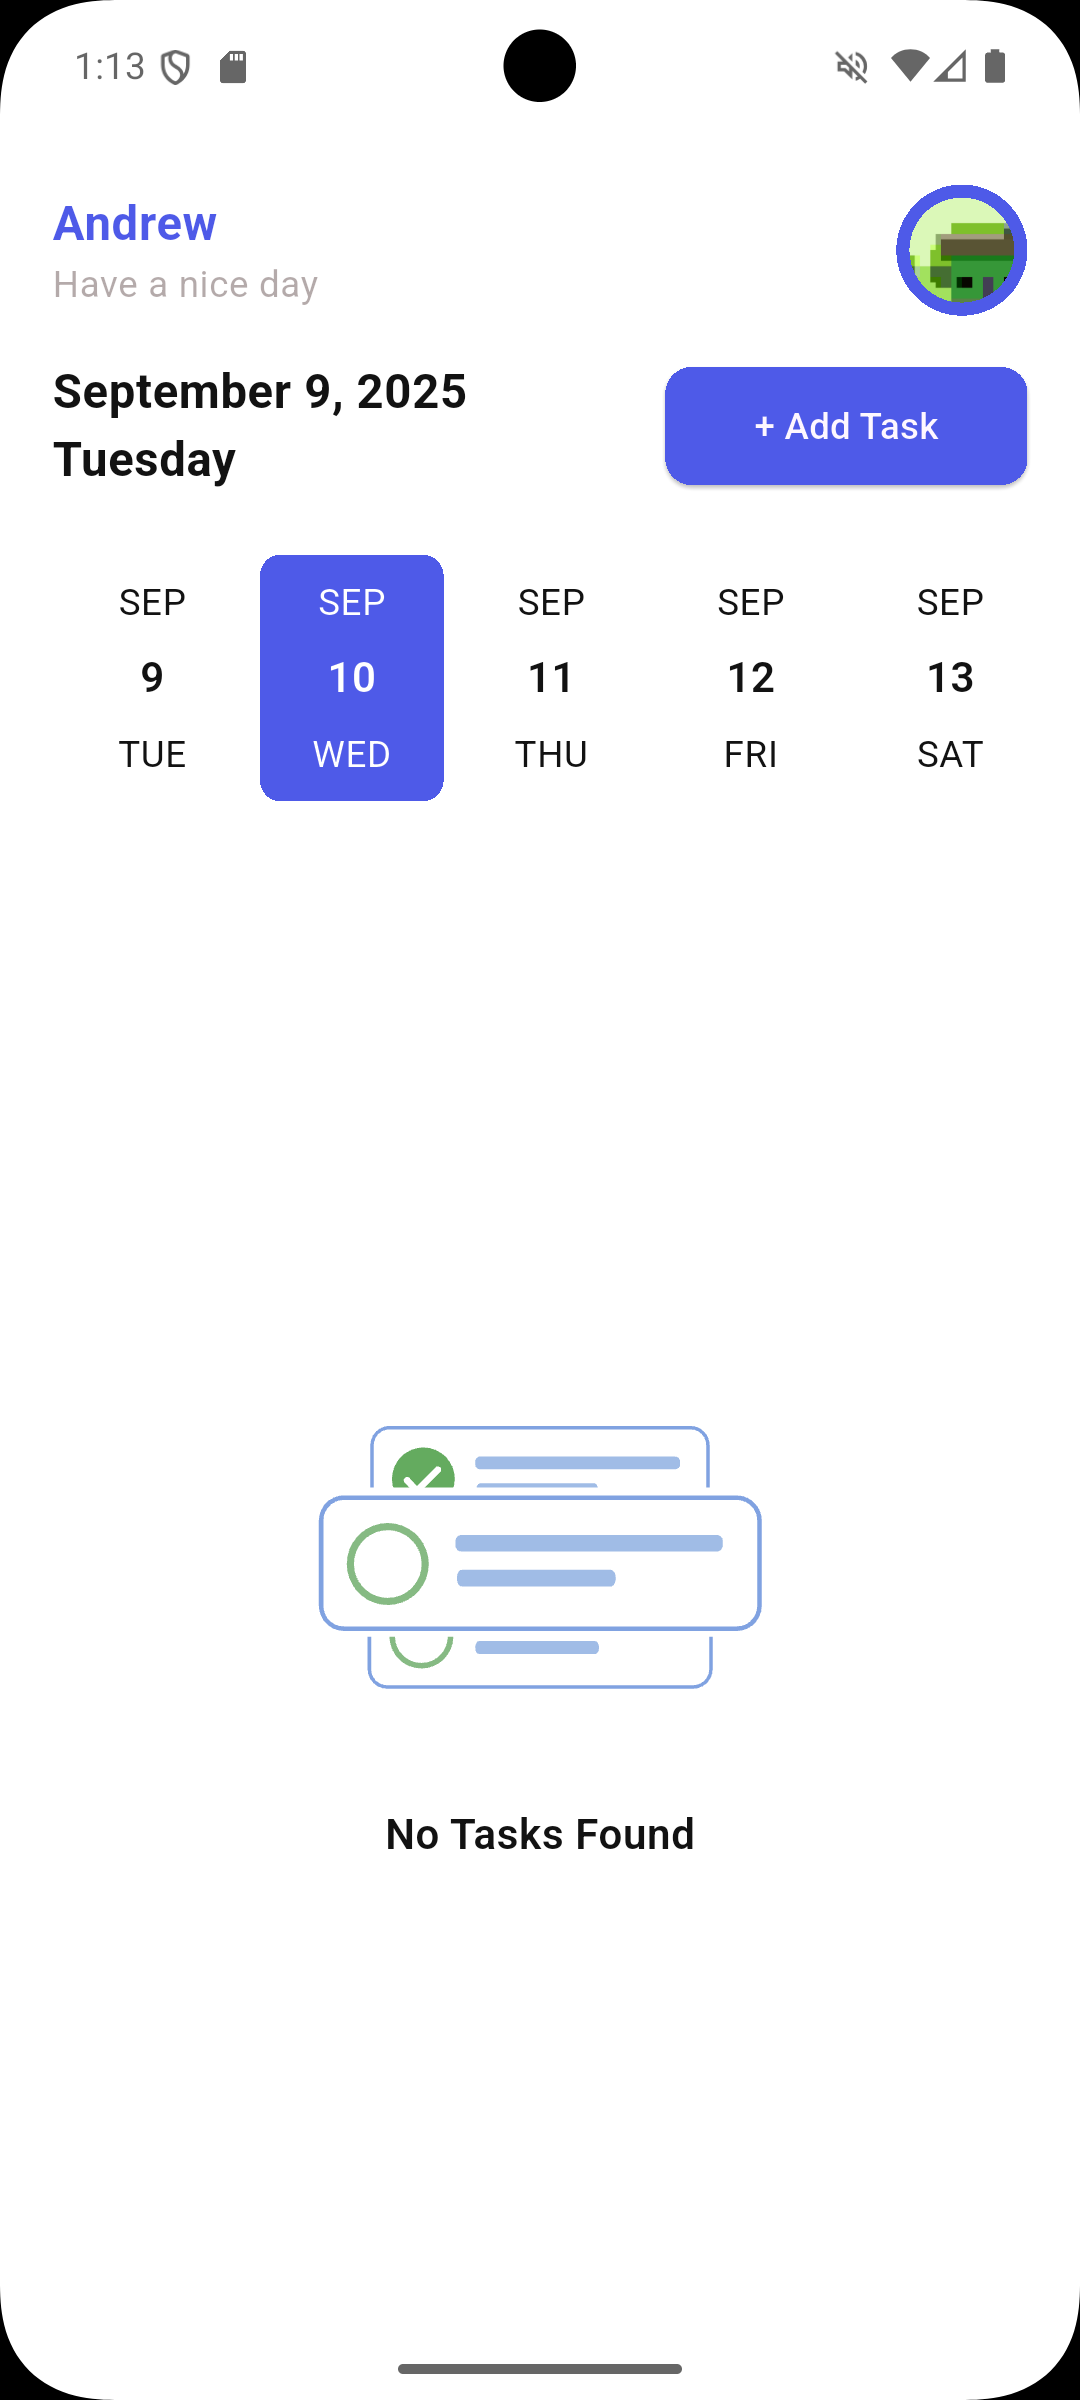 1:13
Andrew
Have a nice day
September 9, 2025
Tuesday
+ Add Task
SEP SEP SEP SEP SEP
9 10 11 12 13
TUE WED THU FRI SAT
No Tasks Found